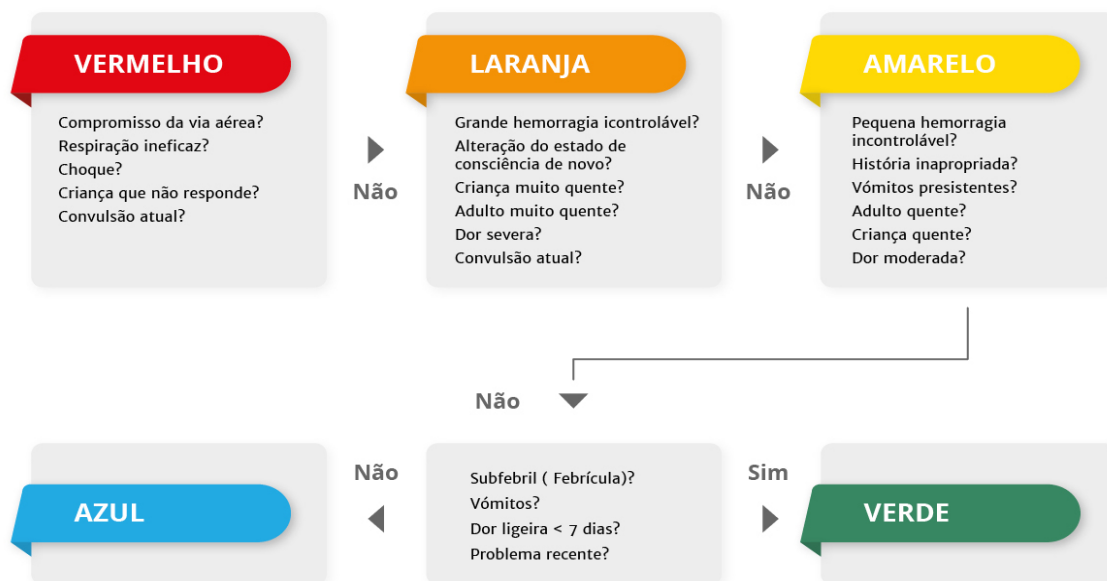 VERMELHO
Compromisso da via aérea?
Respiração ineficaz?
Choque?
Criança que não responde?
Convulsão atual?
Não
LARANJA
Grande hemorragia icontrolável?
Alteração do estado de
consciência de novo?
Criança muito quente?
Adulto muito quente?
Dor severa?
Convulsão atual?
Não
AMARELO
Pequena hemorragia
incontrolável?
História inapropriada?
Vómitos presistentes?
Adulto quente?
Criança quente?
Dor moderada?
Não
Subfebril ( Febrícula)?
Vómitos?
Dor ligeira < 7 dias?
Problema recente?
Não
AZUL
Sim
VERDE